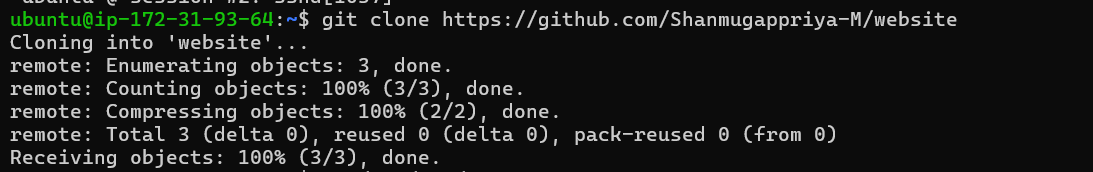 ubuntu@ip-172-31-93-64:~$ git clone https://github.com/Shanmugappriya-M/website
Cloning into 'website'...
remote: Enumerating objects: 3, done.
remote: Counting objects: 100% (3/3), done.
remote: Compressing objects: 100% (2/2), done.
remote: Total 3 (delta 0), reused 0 (delta 0), pack-reused 0 (from 0)
Receiving objects: 100% (3/3), done.